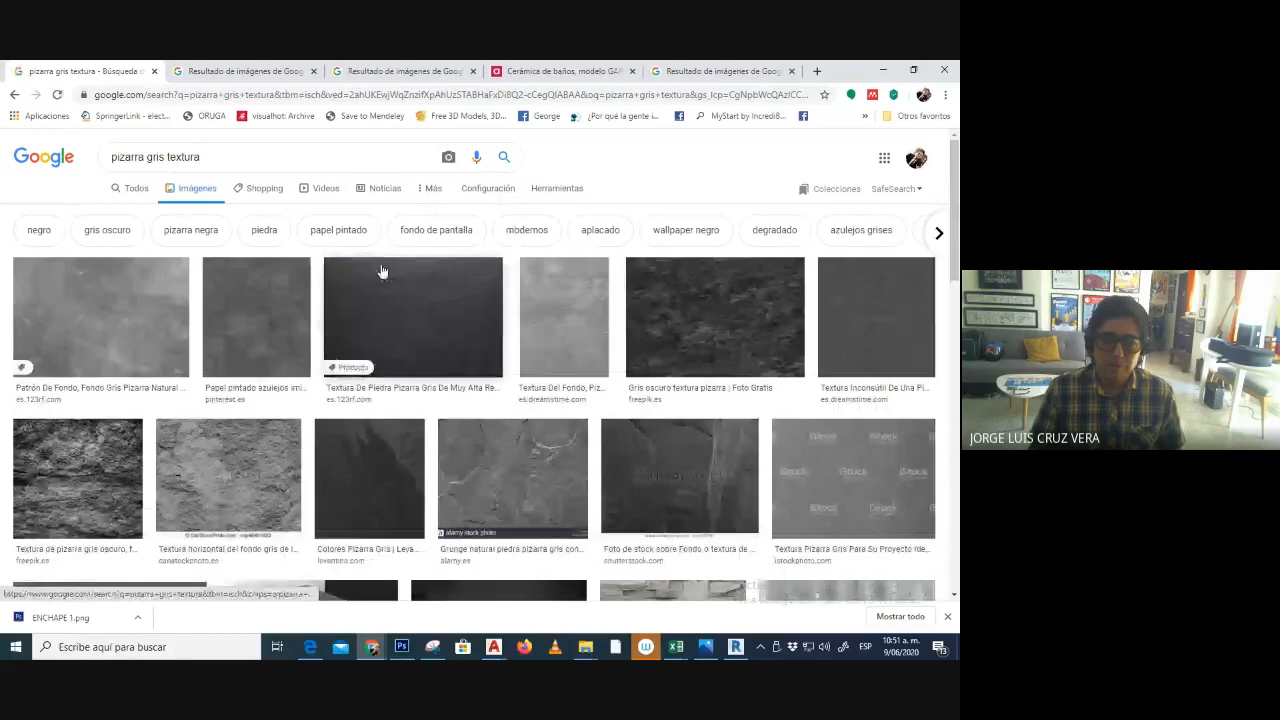 pizarra gris textura - Búsqueda d
Resultado de imágenes de Goog
Resultado de imágenes de Goog
Cerámica de baños, modelo GAR
Resultado de imágenes de Goog
google.com/search?q=pizarra+gris+textura&tbm=isch&ved=2ahUKEwjWqZnzifXpAhUzSTABHaFxDi8Q2-cCegQIABAA&oq=pizarra+gris+textura&gs_lcp=CgNpbWcQAzICC...
Aplicaciones
SpringerLink - elect...
ORUGA
visualhot: Archive
Save to Mendeley
Free 3D Models, 3D...
George
¿Por qué la gente i...
MyStart by IncrediB...
»
Otros favoritos
Google
pizarra gris textura
Todos
Imágenes
Shopping
Videos
Noticias
Más
Configuración
Herramientas
Colecciones
SafeSearch
negro
gris oscuro
pizarra negra
piedra
papel pintado
fondo de pantalla
modernos
aplacado
wallpaper negro
degradado
azulejos grises
Patrón De Fondo, Fondo Gris Pizarra Natural ...
es.123rf.com
Papel pintado azulejos imi...
pinterest.es
Textura De Piedra Pizarra Gris De Muy Alta Re...
es.123rf.com
Textura Del Fondo, Piz...
es.dreamstime.com
Gris oscuro textura pizarra | Foto Gratis
freepik.es
Textura Inconsútil De Una Pi...
es.dreamstime.com
iStock
iStock
iStock
iStock
alamy stock photo
Textura de pizarra gris oscuro, f...
freepik.es
Textura horizontal del fondo gris de l...
canstockphoto.es
Colores Pizarra Gris | Leva...
levantina.com
Grunge natural piedra pizarra gris con...
alamy.es
Foto de stock sobre Fondo o textura de ...
shutterstock.com
Textura Pizarra Gris Para Su Proyecto Ide...
istockphoto.com
ENCHAPE 1.png
Mostrar todo
Escribe aquí para buscar
ESP
10:51 a. m.
9/06/2020
13
JORGE LUIS CRUZ VERA